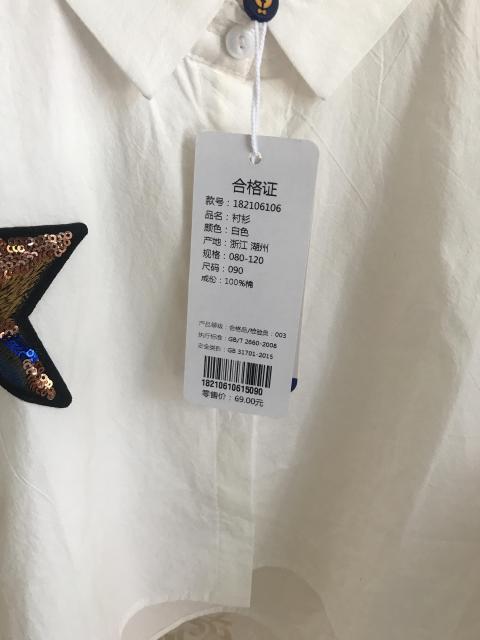 合格证
款号：182106106
品名：衬衫
颜色：白色
产地：浙江 湖州
规格：080-120
尺码：090
成份：100%棉
产品等级：合格品/检验员：003
执行标准：GB/T 2660-2008
安全类别：GB 31701-2015
18210610615090
零售价：69.00元